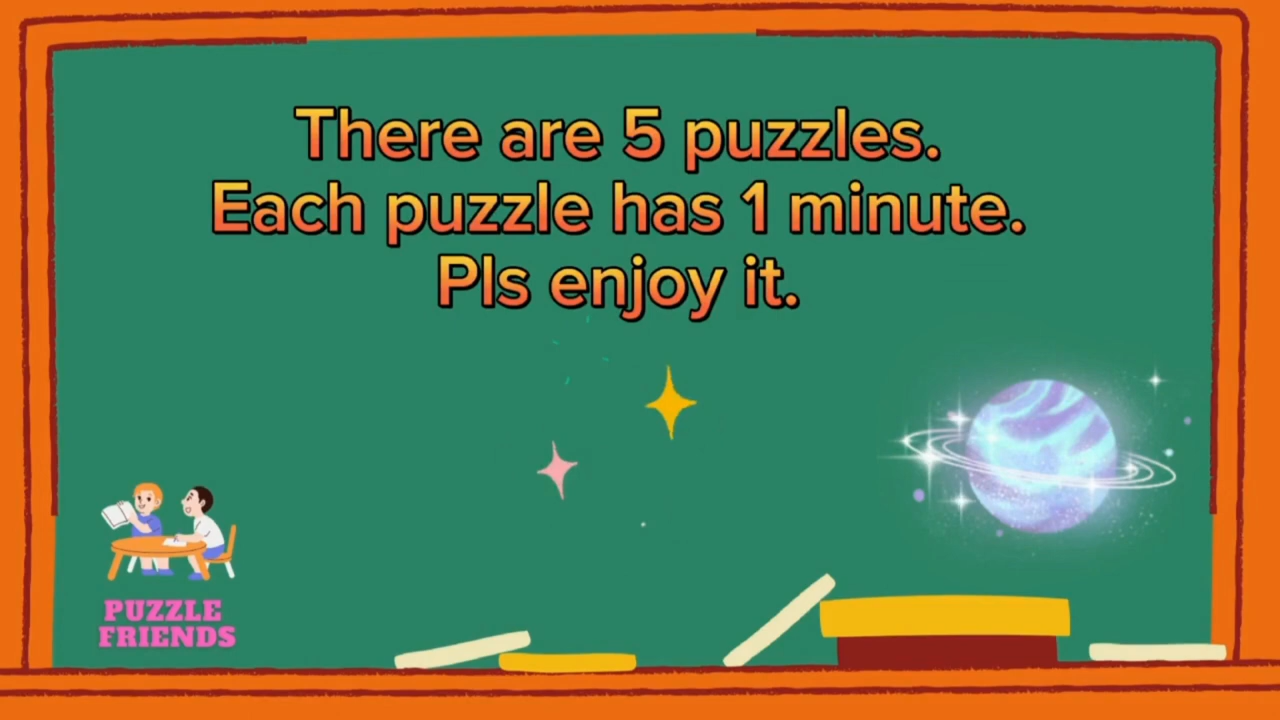 There are 5 puzzles.
Each puzzle has 1 minute.
Pls enjoy it.
PUZZLE
FRIENDS